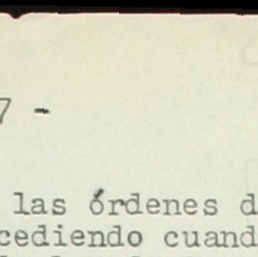 7 -
las órdenes d
cediendo cuand